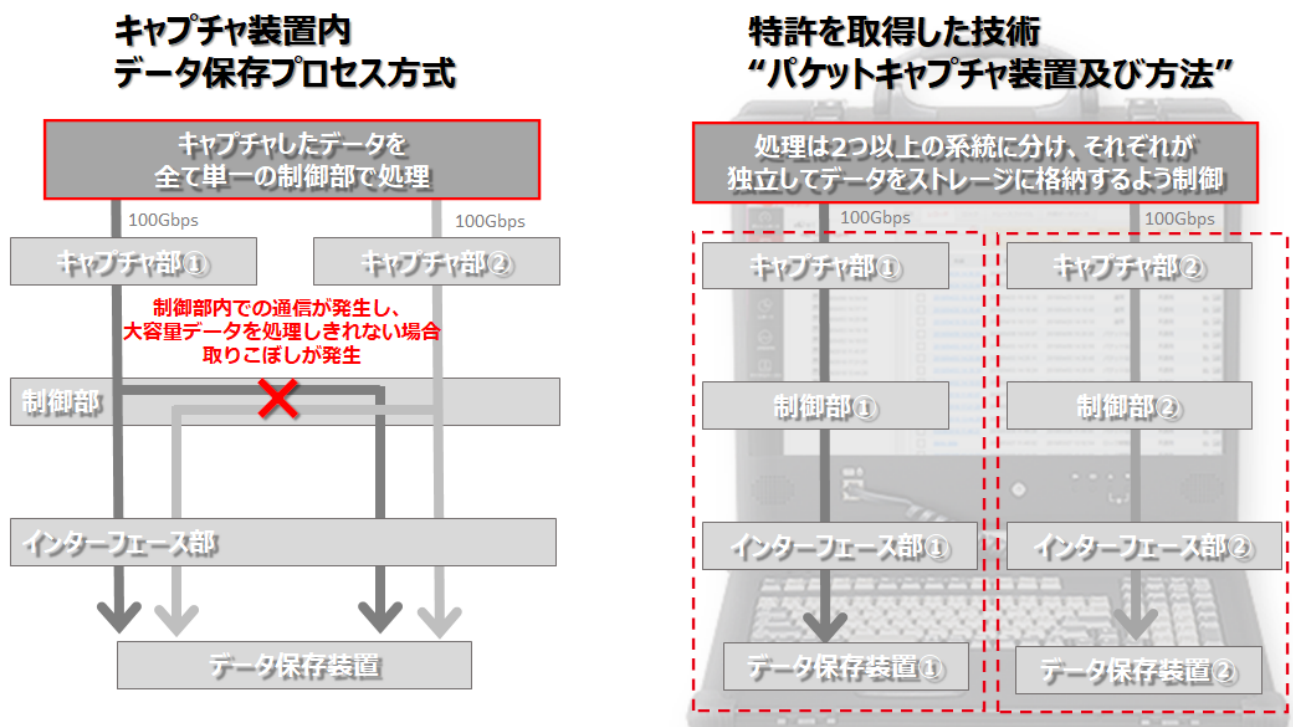 キャプチャ装置内
データ保存プロセス方式
キャプチャしたデータを
全て単一の制御部で処理
100Gbps
100Gbps
キャプチャ部①
キャプチャ部②
制御部内での通信が発生し、
大容量データを処理しきれない場合
取りこぼしが発生
制御部
インターフェース部
データ保存装置
特許を取得した技術
“パケットキャプチャ装置及び方法”
処理は2つ以上の系統に分け、それぞれが
独立してデータをストレージに格納するよう制御
100Gbps
100Gbps
キャプチャ部①
キャプチャ部②
制御部①
制御部②
インターフェース部①
インターフェース部②
データ保存装置①
データ保存装置②